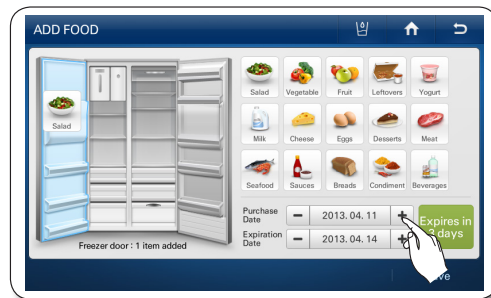 ADD FOOD
Salad
Salad Vegetable Fruit Leftovers Yogurt
Milk Cheese Eggs Desserts Meat
Seafood Sauces Breads Condiment Beverages
Purchase Date
2013. 04. 11
Expiration Date
2013. 04. 14
Expires in
3 days
Freezer door : 1 item added